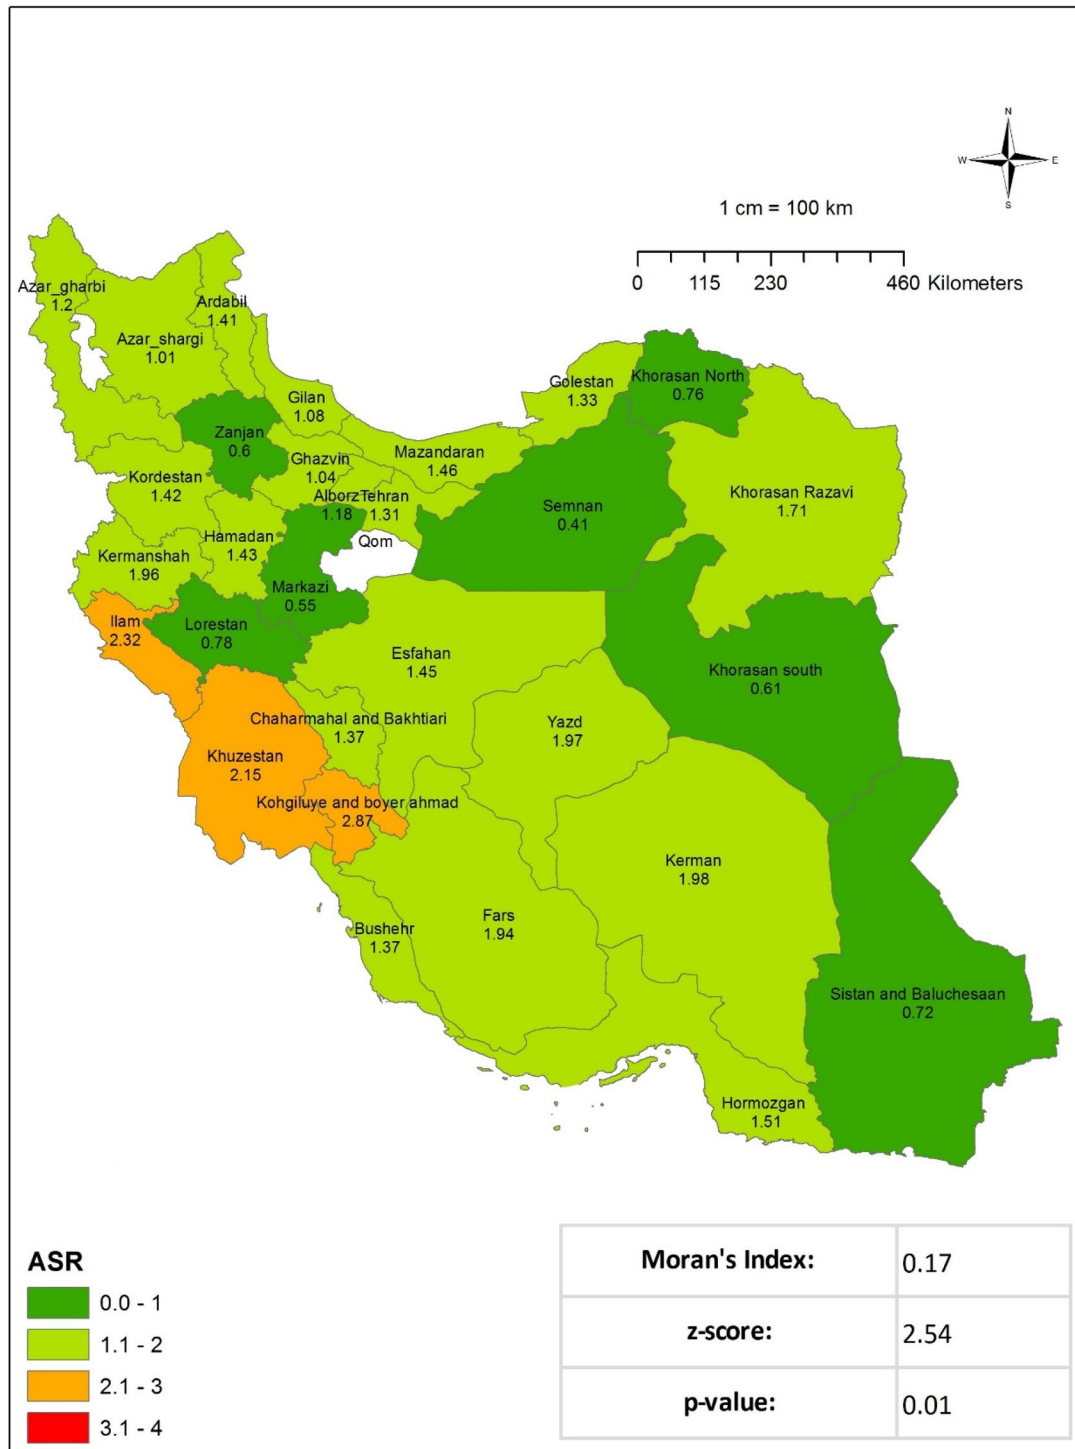 N
W E
S
1 cm = 100 km
0 115 230 460 Kilometers
Azar_gharbi
1.2
Ardabil
1.41
Azar_shargi
1.01
Gilan
1.08
Golestan
1.33
Khorasan North
0.76
Zanjan
0.6
Ghazvin
1.04
Mazandaran
1.46
Kordestan
1.42
Alborz
1.18
Tehran
1.31
Semnan
0.41
Khorasan Razavi
1.71
Hamadan
1.43
Qom
Kermanshah
1.96
Markazi
0.55
Ilam
2.32
Lorestan
0.78
Esfahan
1.45
Khorasan south
0.61
Chaharmahal and Bakhtiari
1.37
Yazd
1.97
Khuzestan
2.15
Kohgiluye and boyer ahmad
2.87
Kerman
1.98
Fars
1.94
Bushehr
1.37
Sistan and Baluchesaan
0.72
Hormozgan
1.51
ASR
0.0 - 1
1.1 - 2
2.1 - 3
3.1 - 4
Moran's Index: 0.17
z-score: 2.54
p-value: 0.01